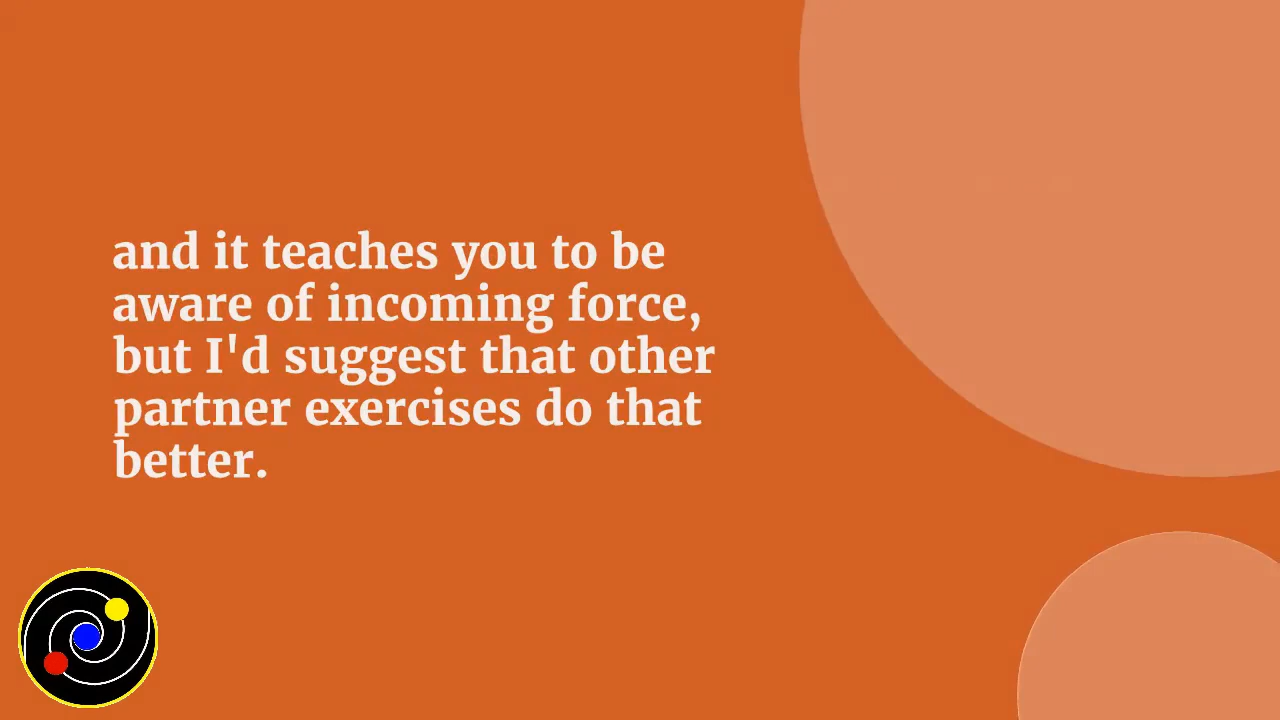 and it teaches you to be
aware of incoming force,
but I'd suggest that other
partner exercises do that
better.